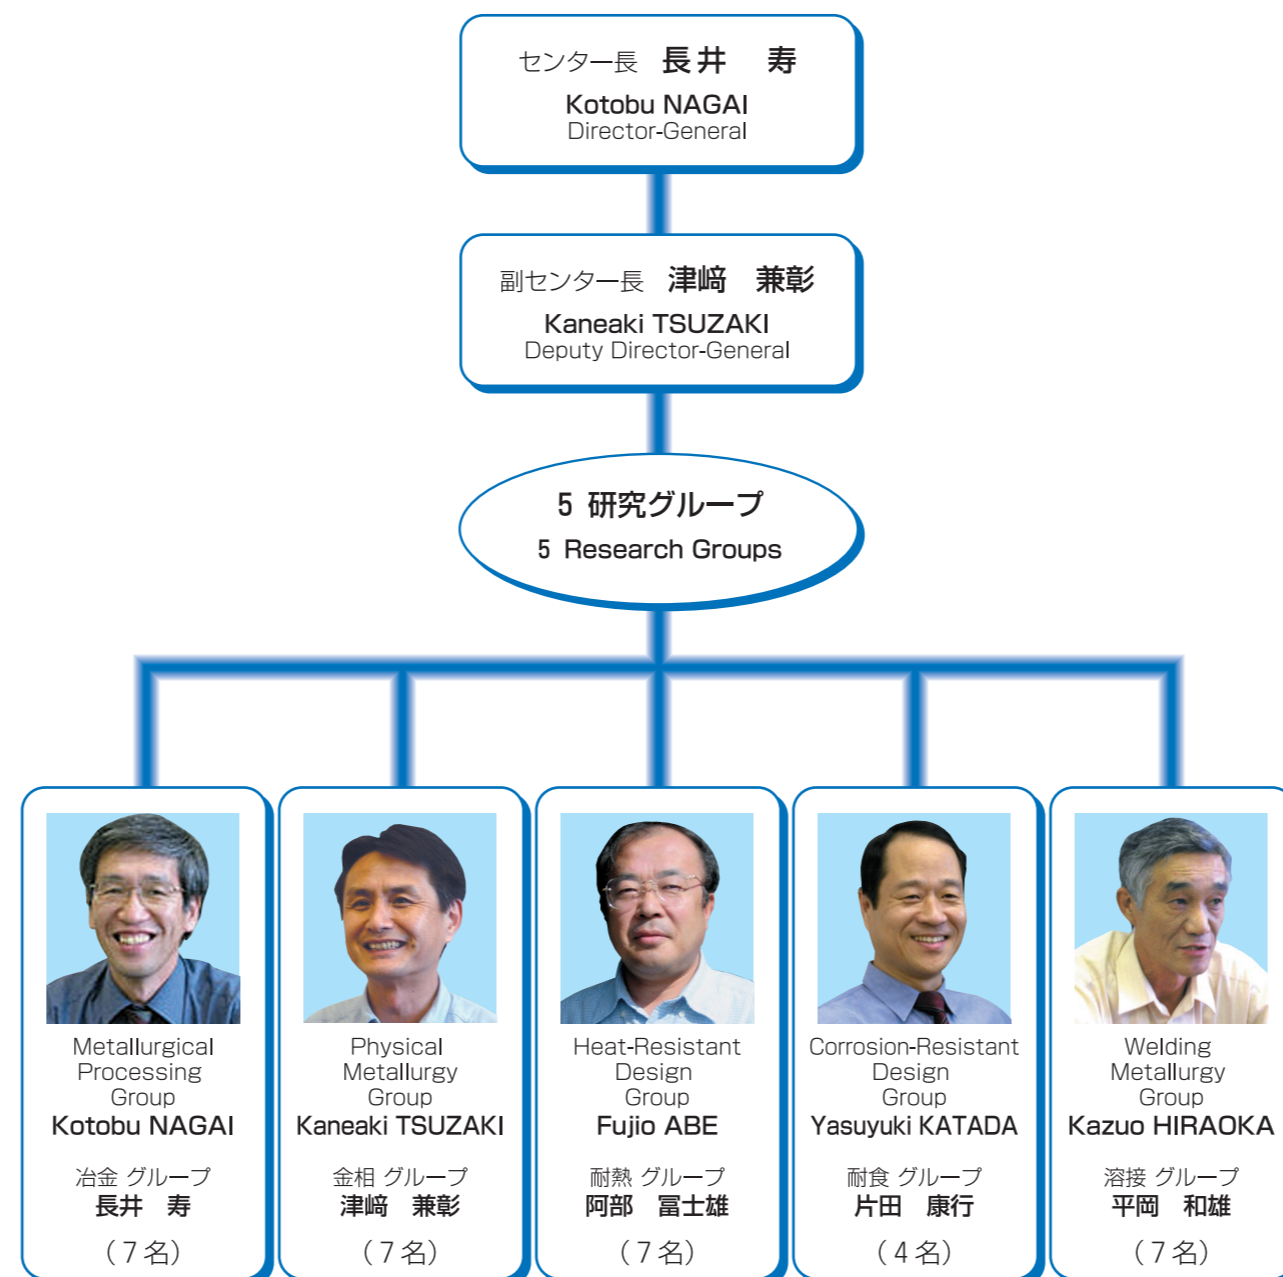 センター長 長井 寿
Kotobu NAGAI
Director-General
副センター長 津﨑 兼彰
Kaneaki TSUZAKI
Deputy Director-General
5 研究グループ
5 Research Groups
Metallurgical
Processing
Group
Kotobu NAGAI
冶金 グループ
長井 寿
（7名）
Physical
Metallurgy
Group
Kaneaki TSUZAKI
金相 グループ
津﨑 兼彰
（7名）
Heat-Resistant
Design
Group
Fujio ABE
耐熱 グループ
阿部 冨士雄
（7名）
Corrosion-Resistant
Design
Group
Yasuyuki KATADA
耐食 グループ
片田 康行
（4名）
Welding
Metallurgy
Group
Kazuo HIRAOKA
溶接 グループ
平岡 和雄
（7名）